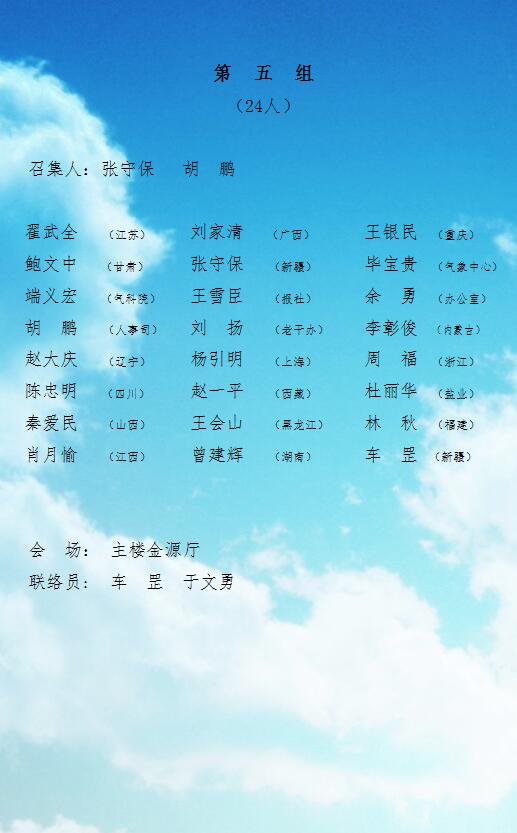 第 五 组
（24人）
召集人：张守保 胡 鹏
翟武全 （江苏） 刘家清 （广西） 王银民 （重庆）
鲍文中 （甘肃） 张守保 （新疆） 毕宝贵 （气象中心）
端义宏 （气科院） 王雪臣 （报社） 余 勇 （办公室）
胡 鹏 （人事司） 刘 扬 （老干办） 李彰俊 （内蒙古）
赵大庆 （辽宁） 杨引明 （上海） 周 福 （浙江）
陈忠明 （四川） 赵一平 （西藏） 杜丽华 （盐业）
秦爱民 （山西） 王会山 （黑龙江） 林 秋 （福建）
肖月愉 （江西） 曾建辉 （湖南） 车 罡 （新疆）
会 场： 主楼金源厅
联络员： 车 罡 于文勇